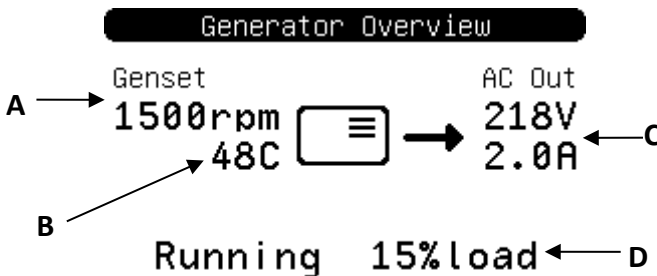 Generator Overview
Genset AC Out
A 1500rpm 218V
48C 2.0A C
B
Running 15%load D